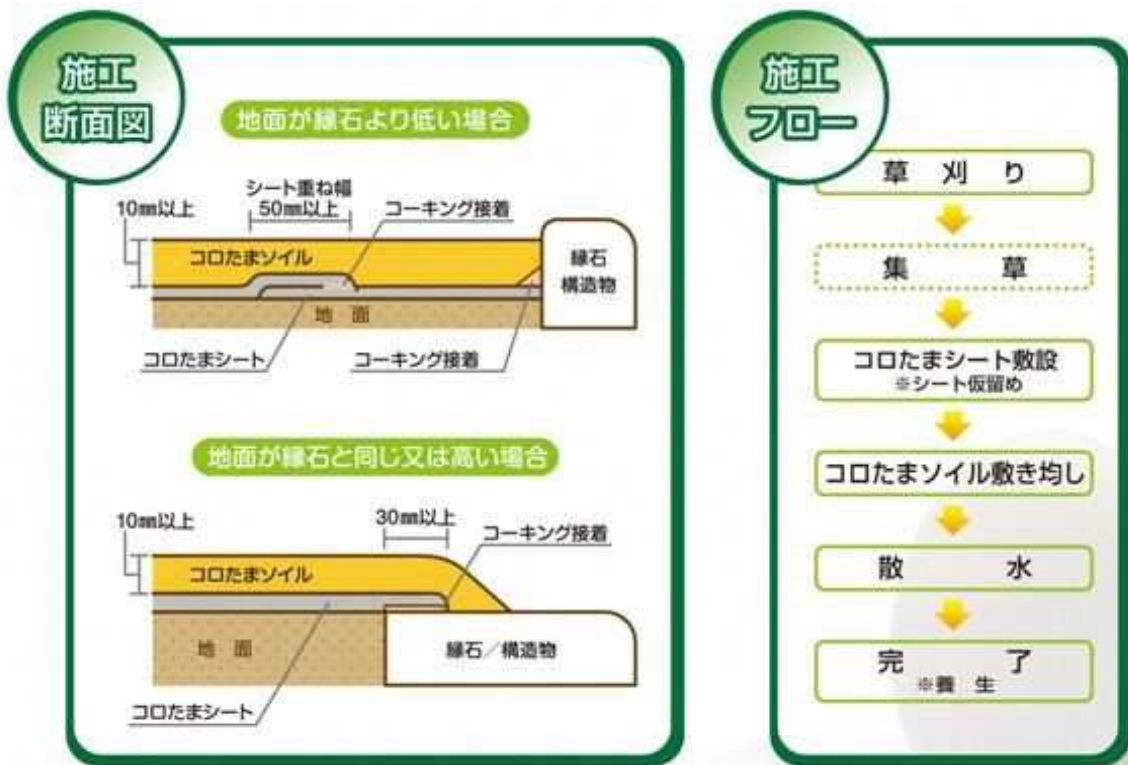 施工
断面図
地面が縁石より低い場合
シート重ね幅
10㎜以上
50㎜以上
コーキング接着
コロたまソイル
縁石
構造物
地 面
コロたまシート
コーキング接着
地面が縁石と同じ又は高い場合
10㎜以上
30㎜以上
コーキング接着
コロたまソイル
地 面
縁石／構造物
コロたまシート
施工
フロー
草 刈 り
集 草
コロたまシート敷設
※シート仮留め
コロたまソイル敷き均し
散 水
完 了
※養 生